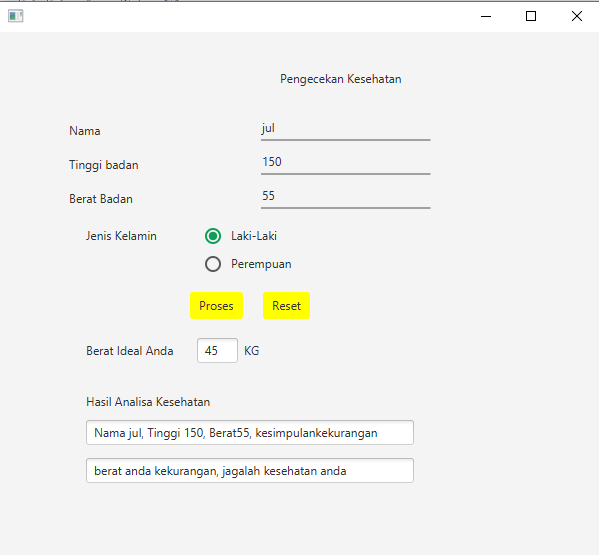 Pengecekan Kesehatan
Nama jul
Tinggi badan 150
Berat Badan 55
Jenis Kelamin Laki-Laki
Perempuan
Proses Reset
Berat Ideal Anda 45 KG
Hasil Analisa Kesehatan
Nama jul, Tinggi 150, Berat55, kesimpulankekurangan
berat anda kekurangan, jagalah kesehatan anda